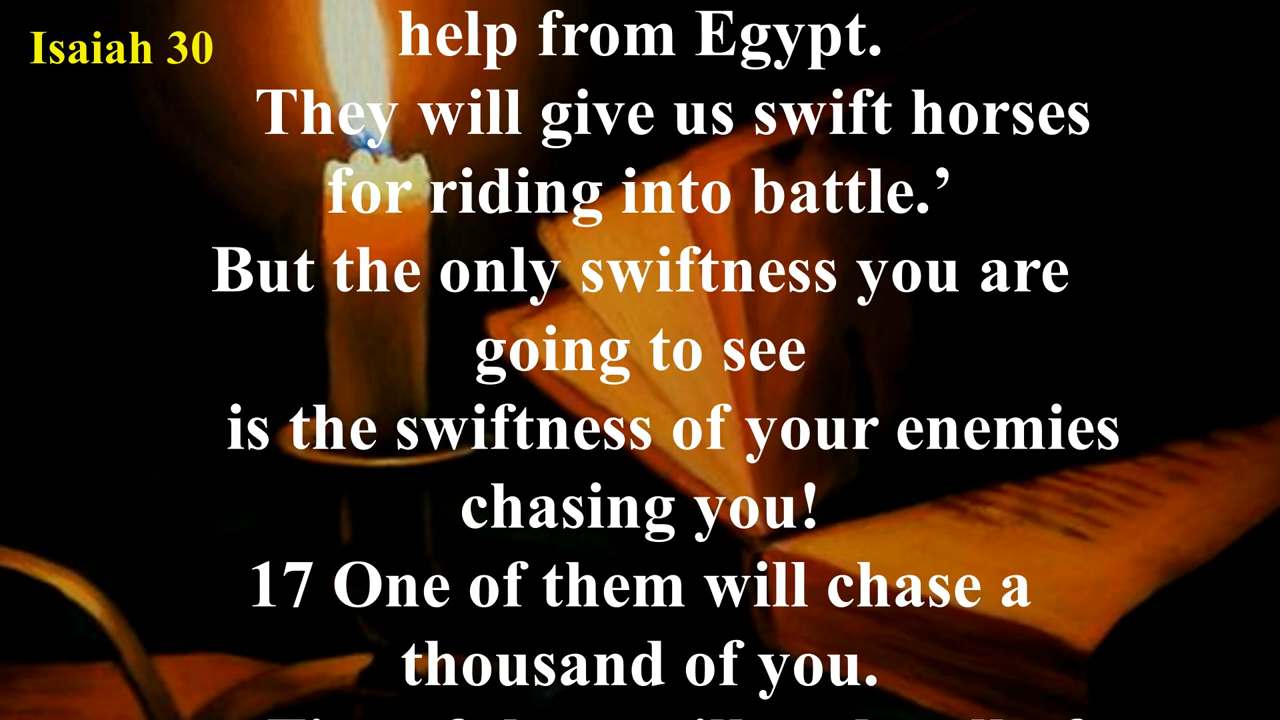 Isaiah 30
help from Egypt.
They will give us swift horses
for riding into battle.’
But the only swiftness you are
going to see
is the swiftness of your enemies
chasing you!
17 One of them will chase a
thousand of you.